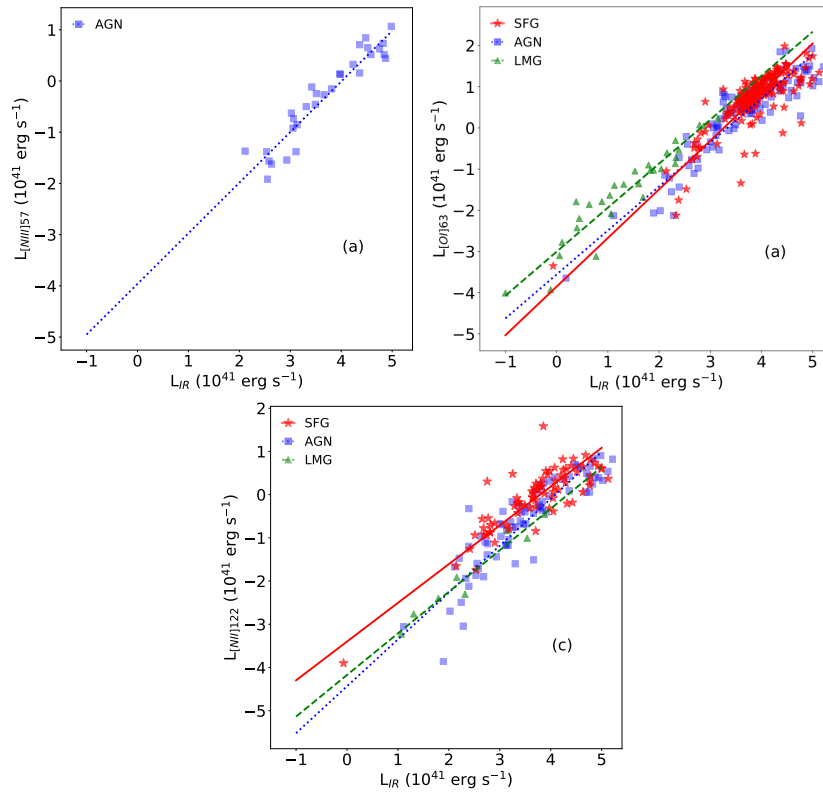 AGN
L[NIII]57 (10^41 erg s^−1)
1
0
−1
−2
−3
−4
−5
(a)
−1 0 1 2 3 4 5
L_IR (10^41 erg s^−1)
SFG
AGN
LMG
L[OI]63 (10^41 erg s^−1)
2
1
0
−1
−2
−3
−4
−5
(a)
−1 0 1 2 3 4 5
L_IR (10^41 erg s^−1)
SFG
AGN
LMG
L[NII]122 (10^41 erg s^−1)
2
1
0
−1
−2
−3
−4
−5
(c)
−1 0 1 2 3 4 5
L_IR (10^41 erg s^−1)